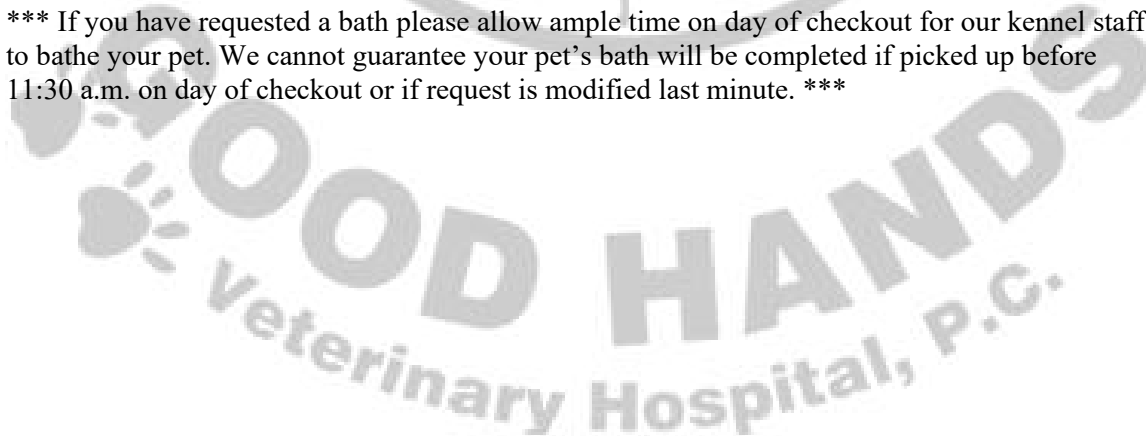 *** If you have requested a bath please allow ample time on day of checkout for our kennel staff
to bathe your pet. We cannot guarantee your pet’s bath will be completed if picked up before
11:30 a.m. on day of checkout or if request is modified last minute. ***
GOOD HANDS
Veterinary Hospital, P.C.